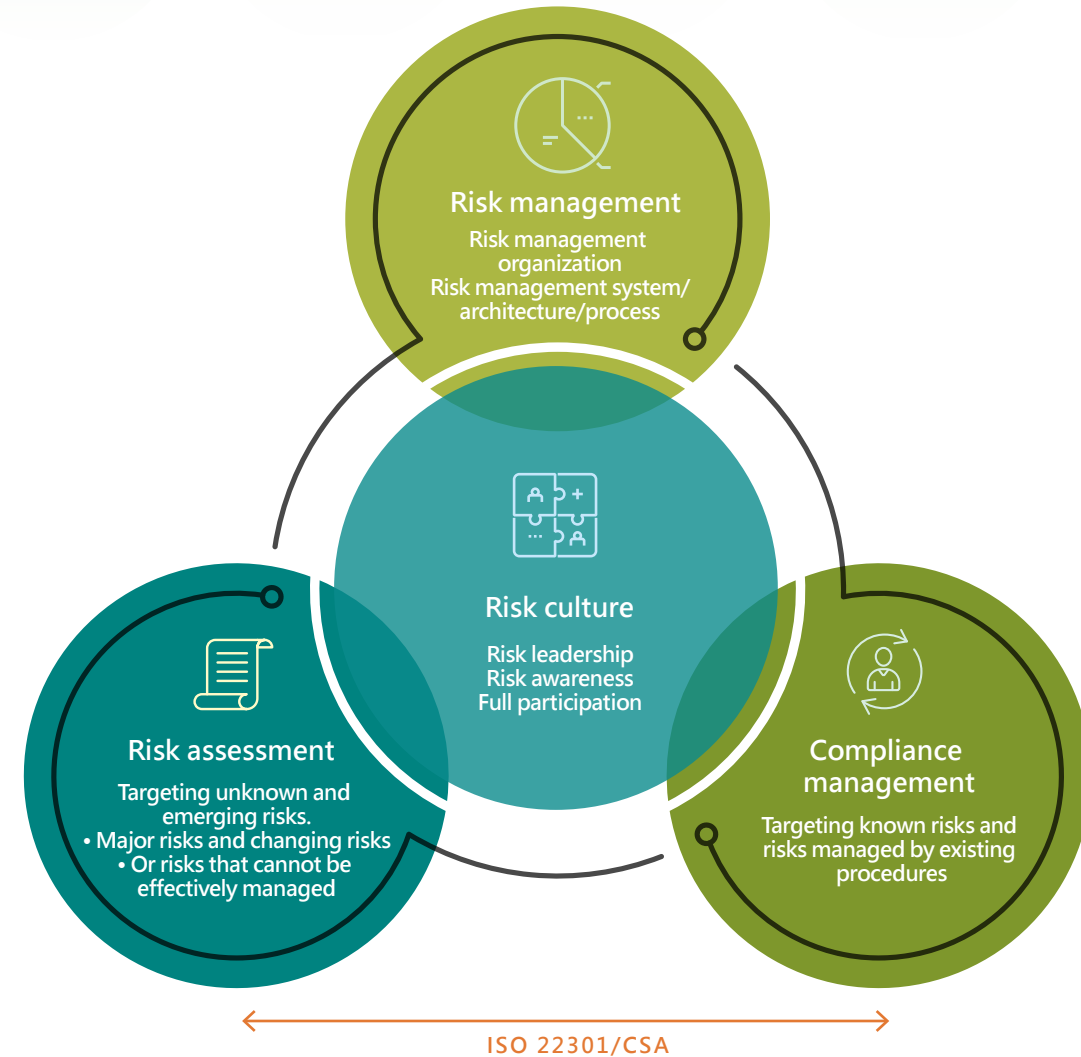 Risk management
Risk management
organization
Risk management system/
architecture/process
Risk culture
Risk leadership
Risk awareness
Full participation
Risk assessment
Targeting unknown and
emerging risks.
• Major risks and changing risks
• Or risks that cannot be
effectively managed
Compliance
management
Targeting known risks and
risks managed by existing
procedures
ISO 22301/CSA